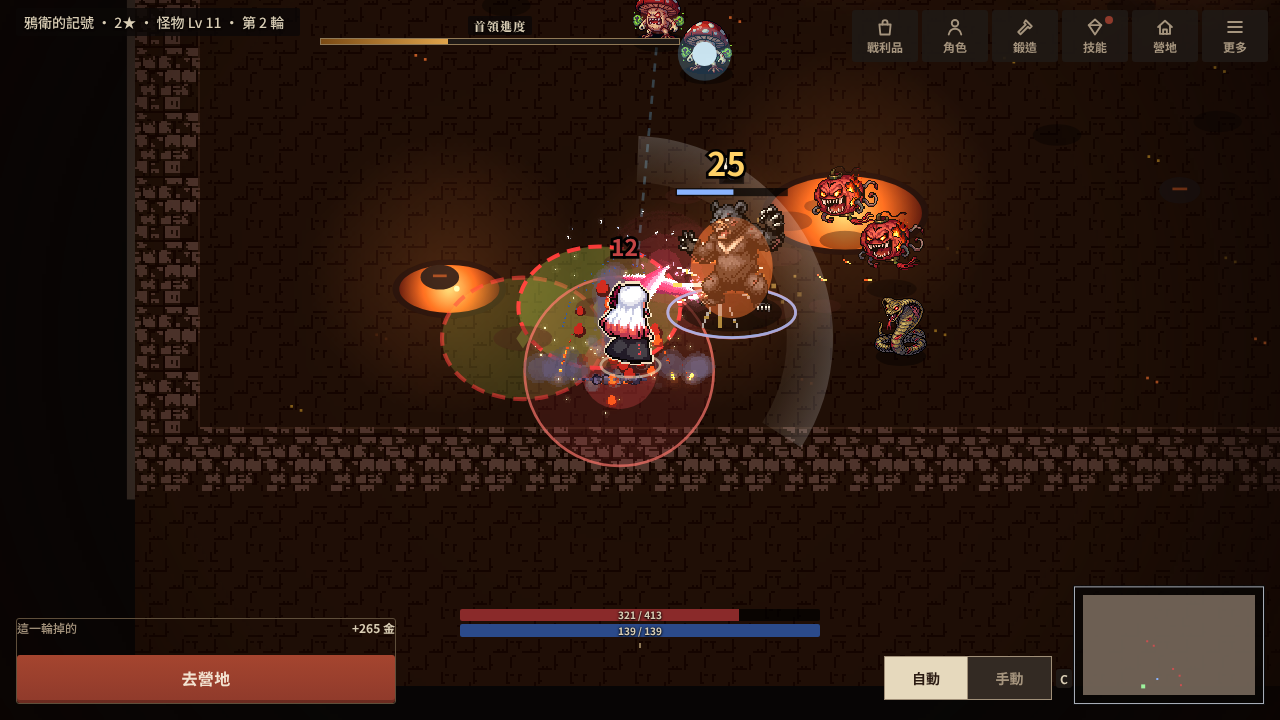 鴉衛的記號 • 2★ • 怪物 Lv 11 • 第 2 輪
首領進度
戰利品
角色
鍛造
技能
營地
更多
25
12
321 / 413
139 / 139
這一輪掉的
+265 金
去營地
自動
手動
C